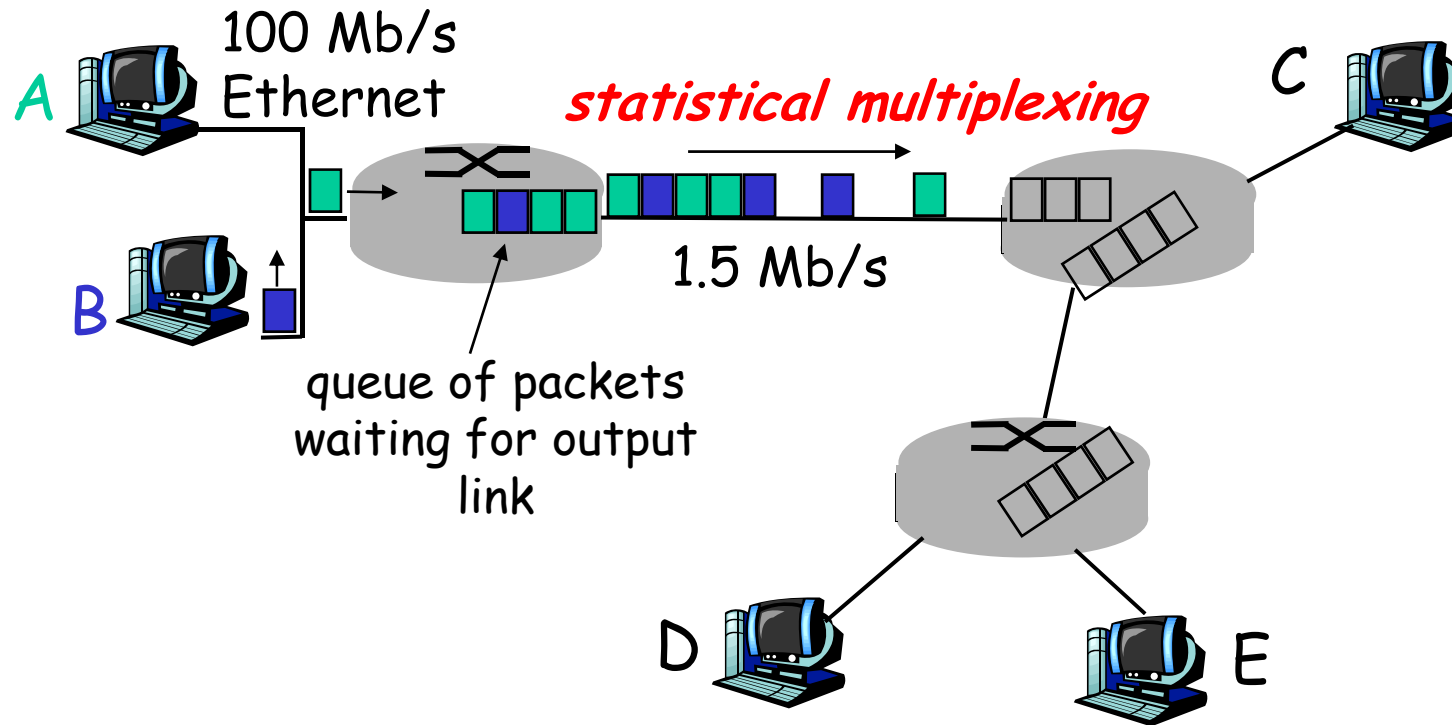 100 Mb/s
Ethernet
A
statistical multiplexing
C
B
1.5 Mb/s
queue of packets
waiting for output
link
D
E